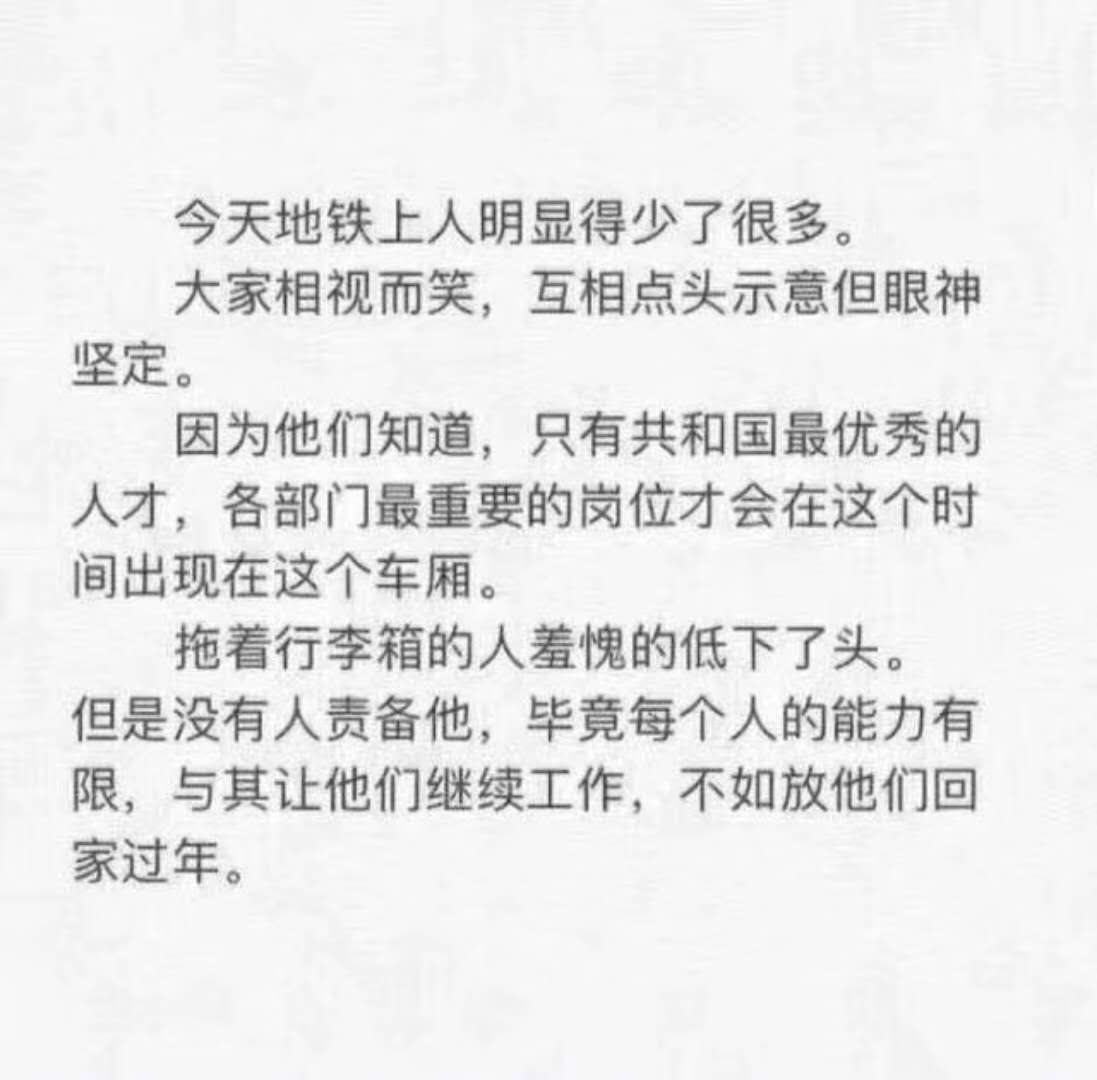 今天地铁上人明显得少了很多。
大家相视而笑，互相点头示意但眼神
坚定。
因为他们知道，只有共和国最优秀的
人才，各部门最重要的岗位才会在这个时
间出现在这个车厢。
拖着行李箱的人羞愧的低下了头。
但是没有人责备他，毕竟每个人的能力有
限，与其让他们继续工作，不如放他们回
家过年。